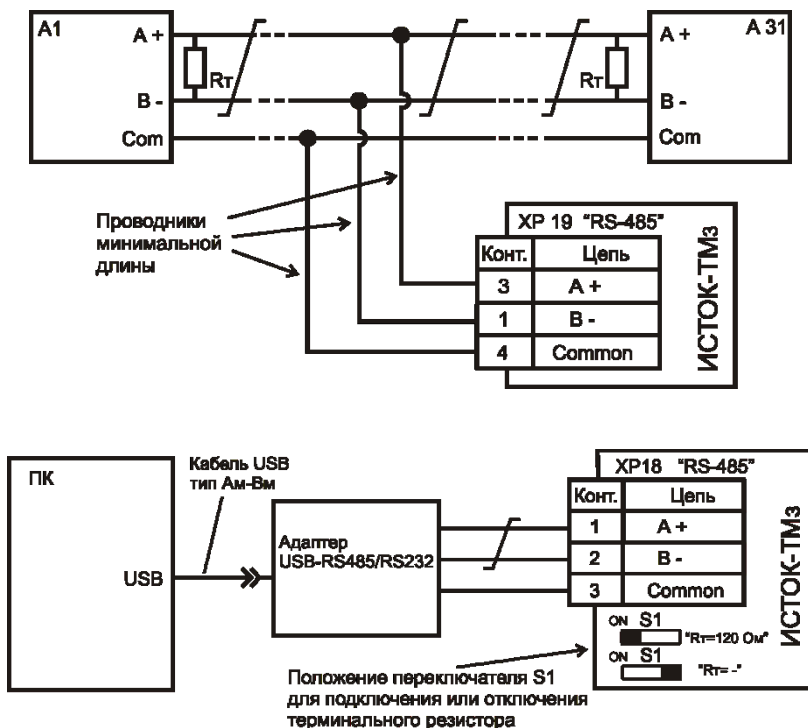 A1
A +
Rт
B -
Com
A 31
A +
Rт
B -
Com
Проводники
минимальной
длины
XP 19 "RS-485"
Конт. Цепь
3 A +
1 B -
4 Common
ИСТОК-ТМ3
ПК
USB
Кабель USB
тип Ам-Вм
Адаптер
USB-RS485/RS232
XP18 "RS-485"
Конт. Цепь
1 A +
2 B -
3 Common
ИСТОК-ТМ3
ON S1
"Rт=120 Ом"
ON S1
"Rт= -"
Положение переключателя S1
для подключения или отключения
терминального резистора